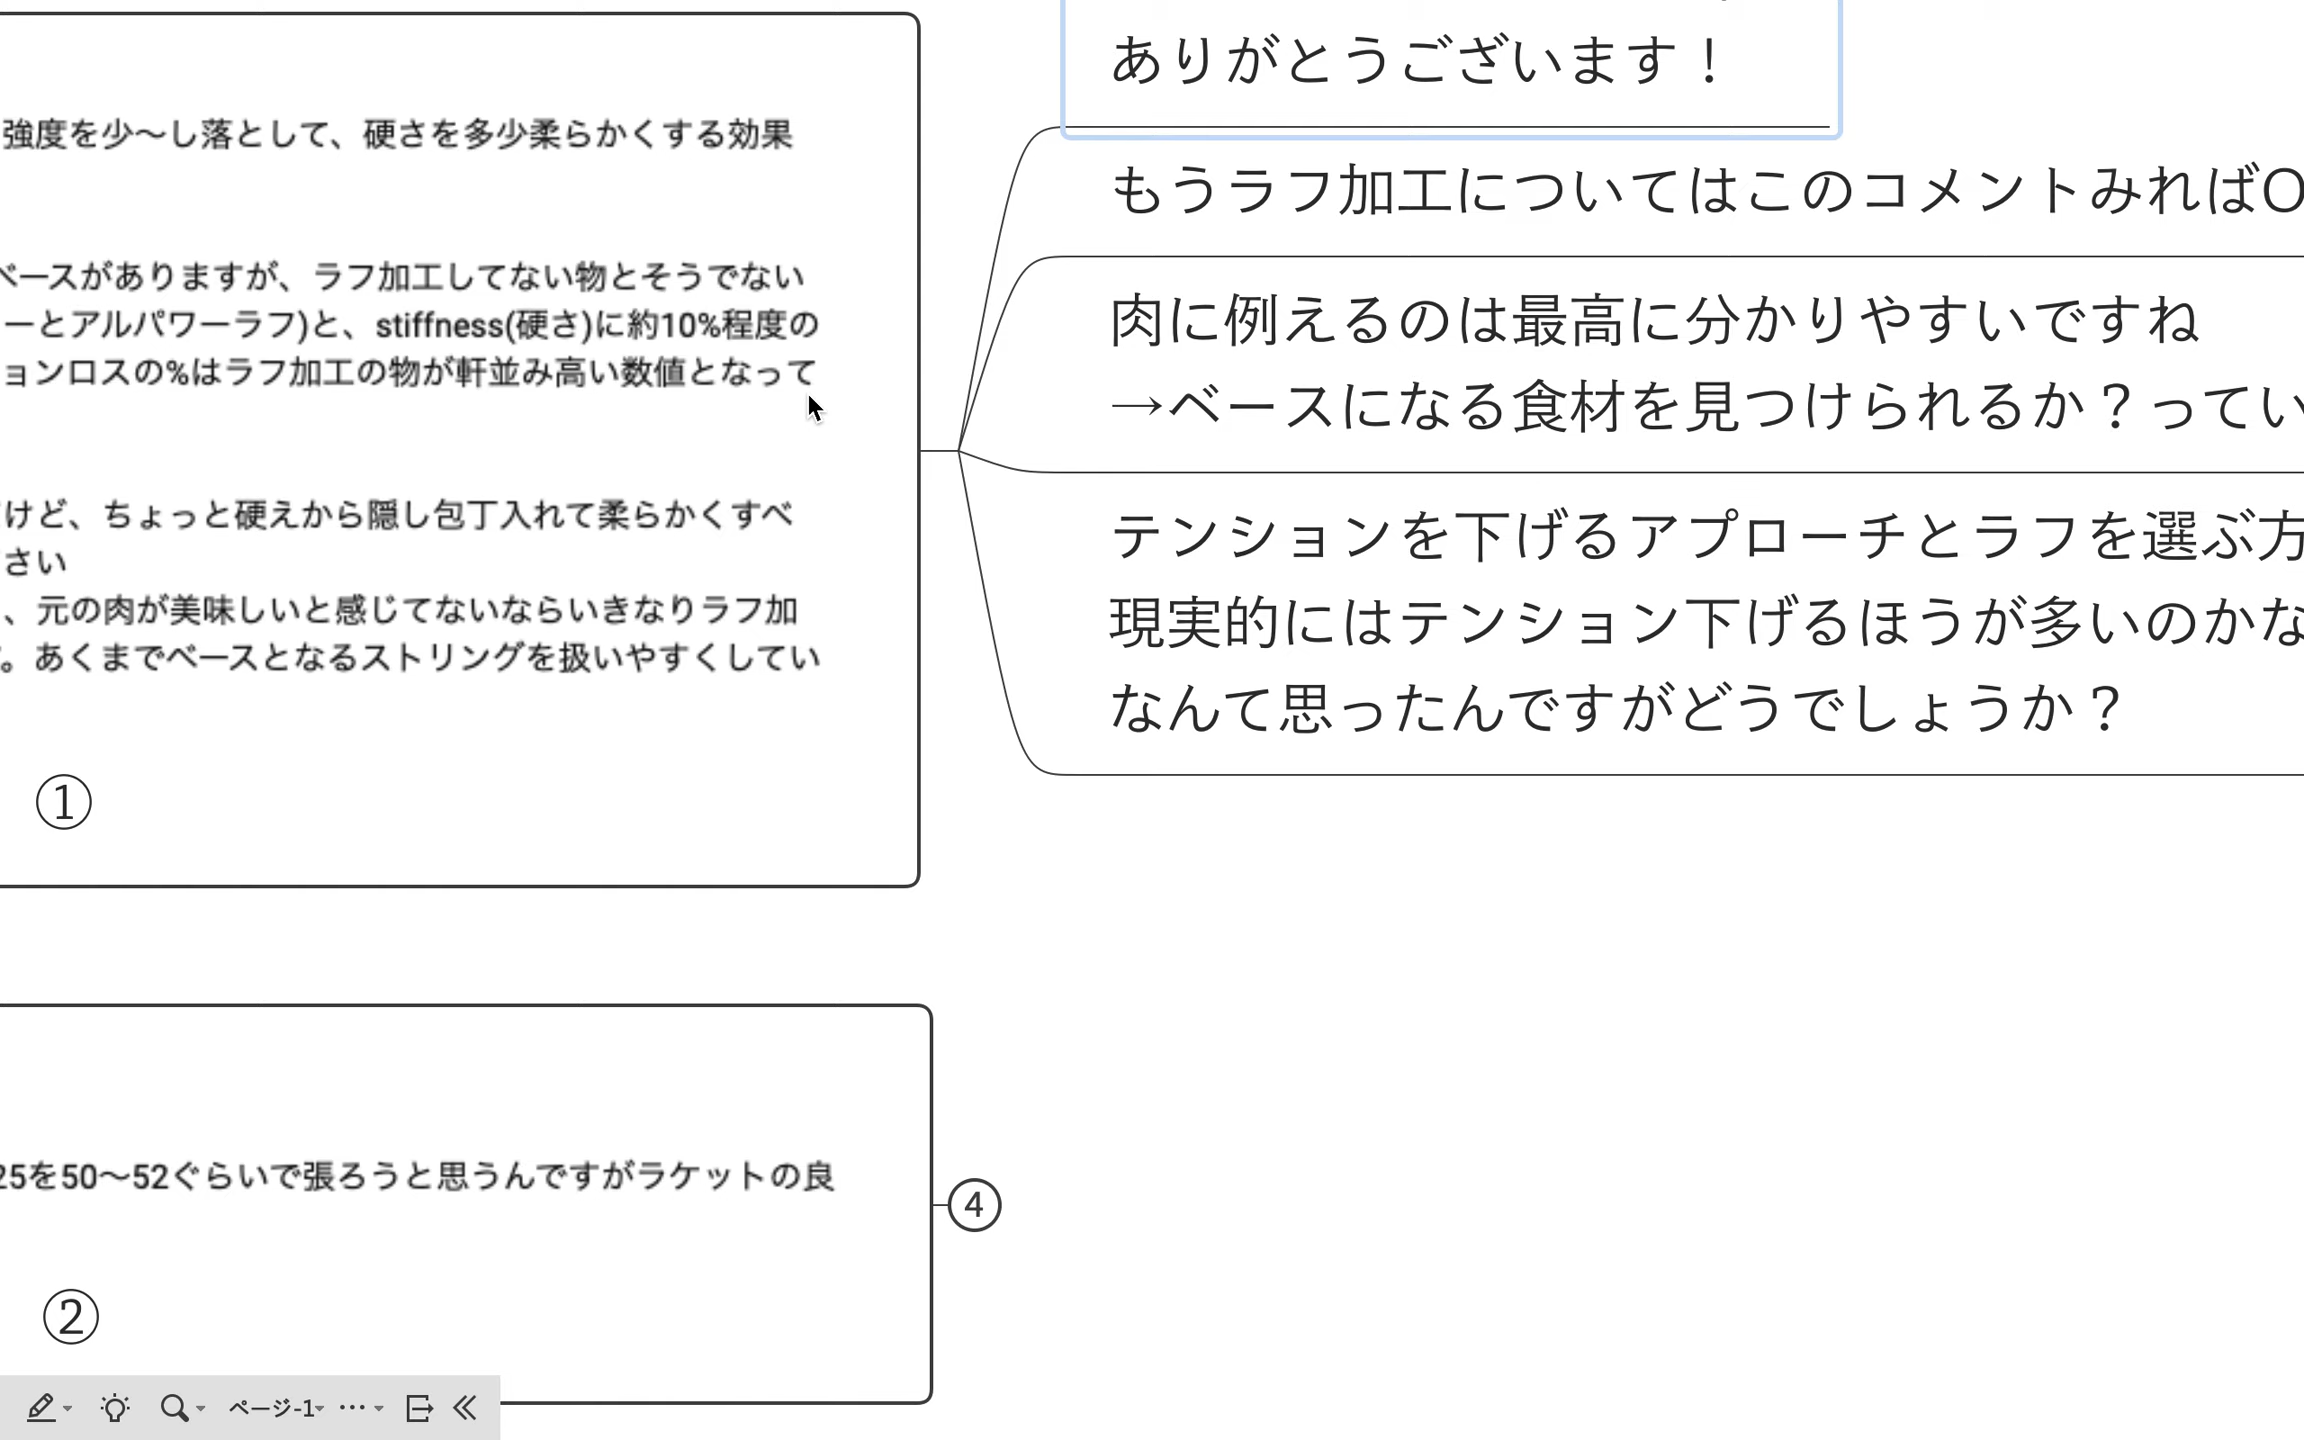 強度を少〜し落として、硬さを多少柔らかくする効果
ベースがありますが、ラフ加工してない物とそうでない
ーとアルパワーラフ)と、stiffness(硬さ)に約10%程度の
ョンロスの%はラフ加工の物が軒並み高い数値となって
けど、ちょっと硬えから隠し包丁入れて柔らかくすべ
さい
、元の肉が美味しいと感じてないならいきなりラフ加
。あくまでベースとなるストリングを扱いやすくしてい
①
ありがとうございます！
もうラフ加工についてはこのコメントみればO
肉に例えるのは最高に分かりやすいですね
→ベースになる食材を見つけられるか？ってい
テンションを下げるアプローチとラフを選ぶ方
現実的にはテンション下げるほうが多いのかな
なんて思ったんですがどうでしょうか？
25を50〜52ぐらいで張ろうと思うんですがラケットの良
4
②
ページ-1